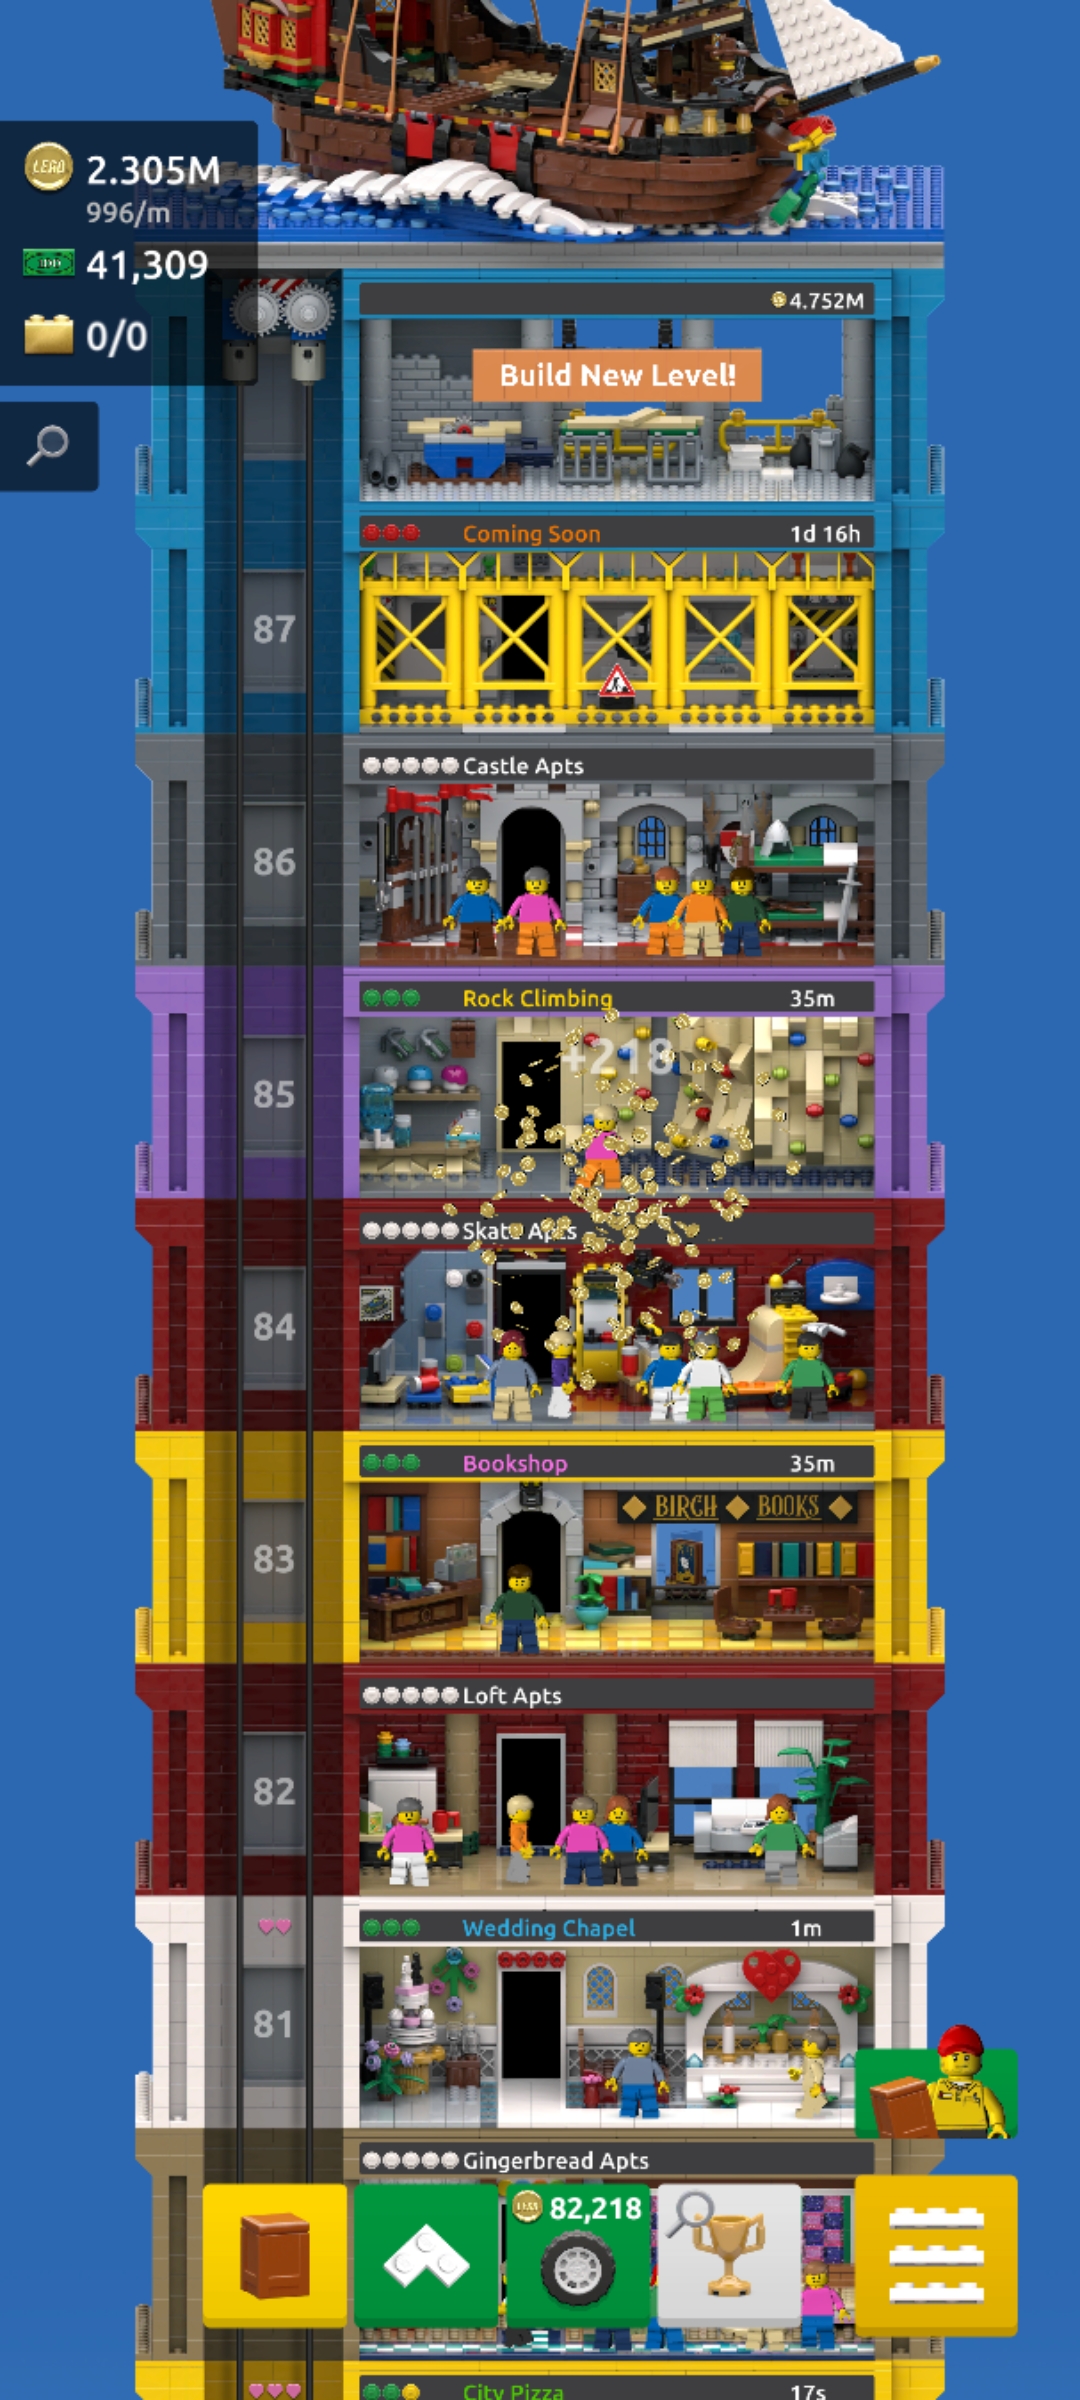 LEGO 2.305M
996/m
41,309
0/0
4.752M
Build New Level!
Coming Soon 1d 16h
87
Castle Apts
86
Rock Climbing 35m
+218
85
Skate Apts
84
Bookshop 35m
BIRCH BOOKS
83
Loft Apts
82
Wedding Chapel 1m
81
Gingerbread Apts
82,218
City Pizza 17s